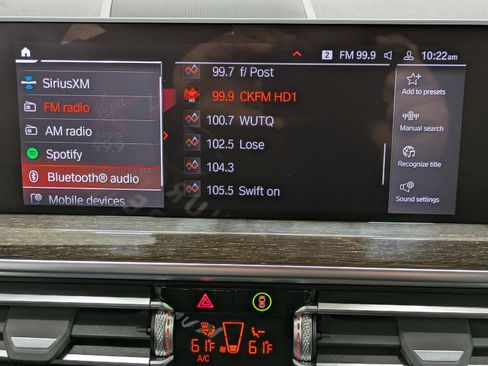 2 FM 99.9 10:22am
SiriusXM
FM radio
AM radio
Spotify
Bluetooth® audio
Mobile devices
99.7 f/ Post
99.9 CKFM HD1
100.7 WUTQ
102.5 Lose
104.3
105.5 Swift on
Add to presets
Manual search
Recognize title
Sound settings
61°F
A/C
61°F